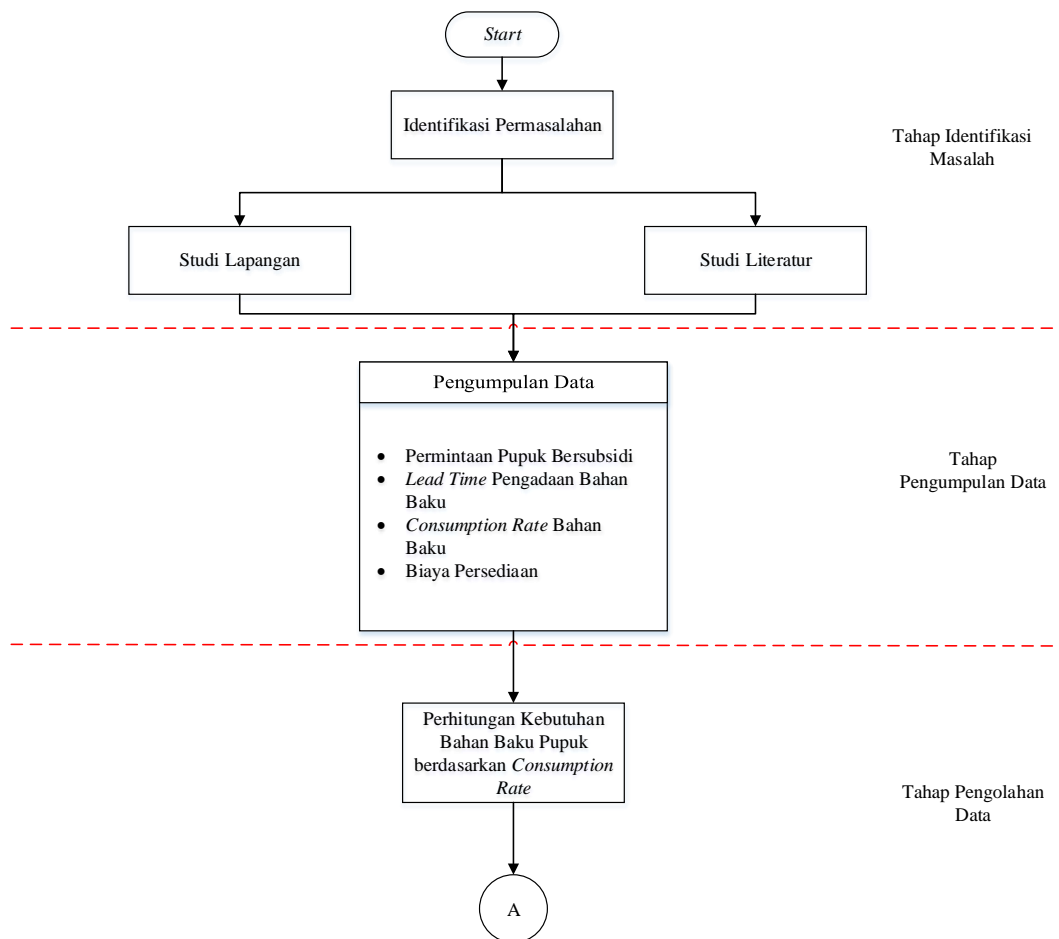 Start
Identifikasi Permasalahan
Tahap Identifikasi
Masalah
Studi Lapangan
Studi Literatur
Pengumpulan Data
• Permintaan Pupuk Bersubsidi
• Lead Time Pengadaan Bahan
Baku
• Consumption Rate Bahan
Baku
• Biaya Persediaan
Tahap
Pengumpulan Data
Perhitungan Kebutuhan
Bahan Baku Pupuk
berdasarkan Consumption
Rate
Tahap Pengolahan
Data
A